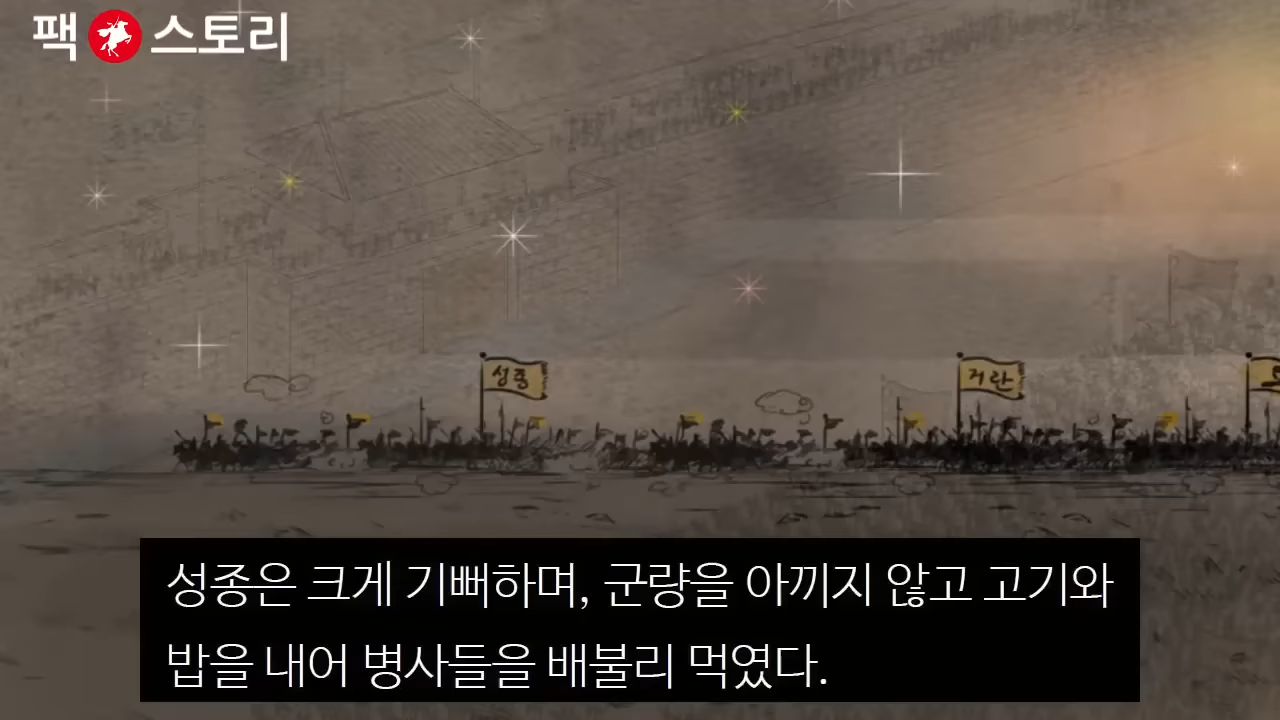 팩 스토리
성종
거란
성종은 크게 기뻐하며, 군량을 아끼지 않고 고기와
밥을 내어 병사들을 배불리 먹였다.